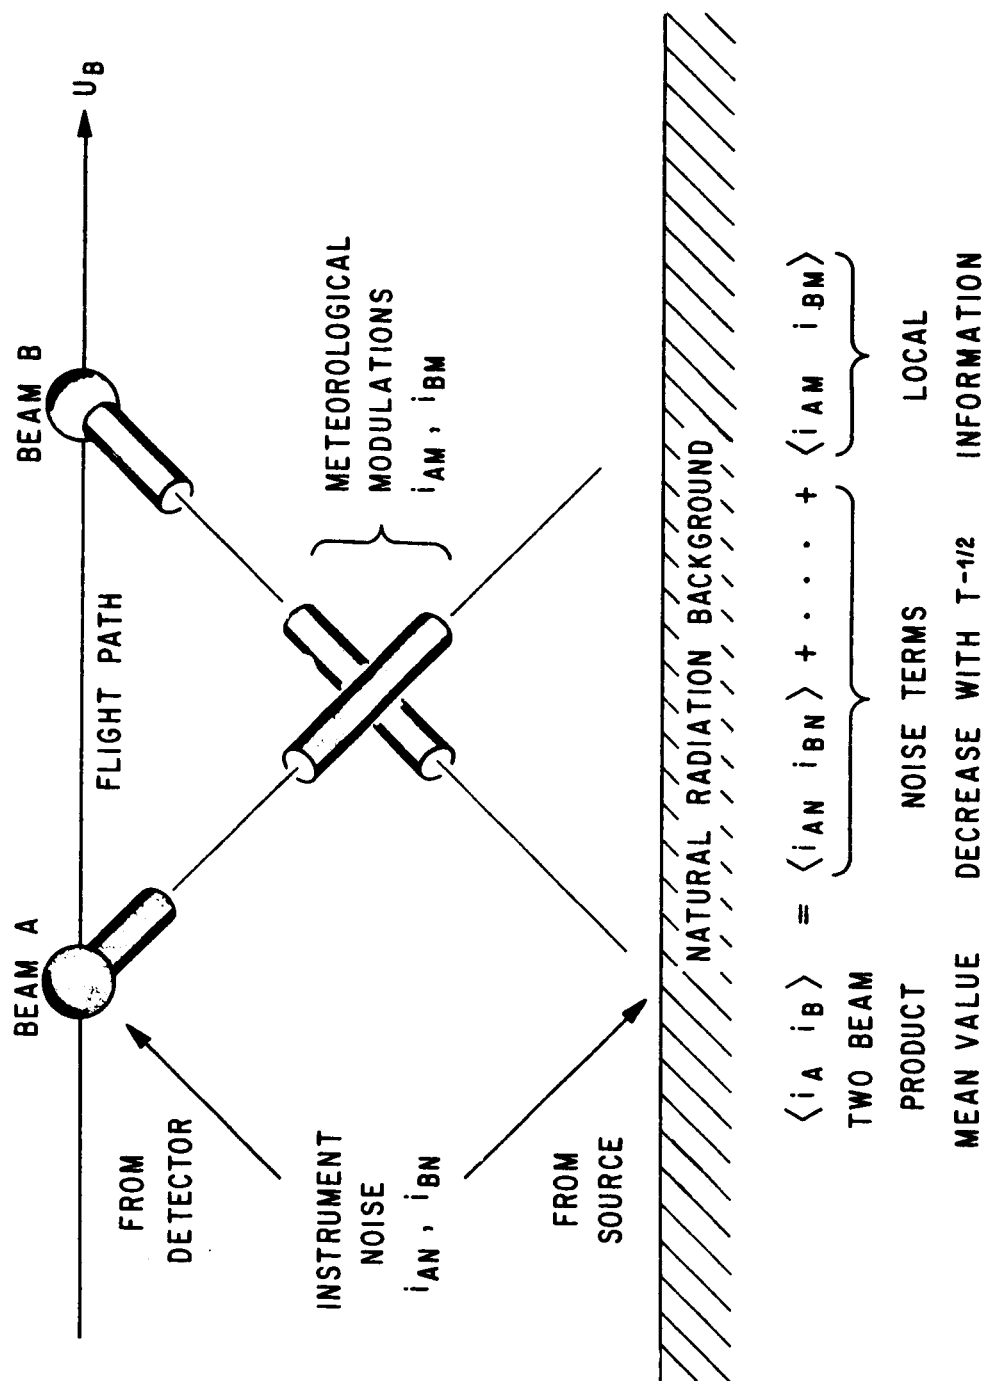 BEAM A
BEAM B
U_B
FLIGHT PATH
FROM
DETECTOR
INSTRUMENT
NOISE
i_AN, i_BN
FROM
SOURCE
METEOROLOGICAL
MODULATIONS
i_AM, i_BM
NATURAL RADIATION BACKGROUND
⟨i_A i_B⟩ = ⟨i_AN i_BN⟩ + . . . . + ⟨i_AM i_BM⟩
TWO BEAM
PRODUCT
MEAN VALUE
NOISE TERMS
DECREASE WITH T-1/2
LOCAL
INFORMATION